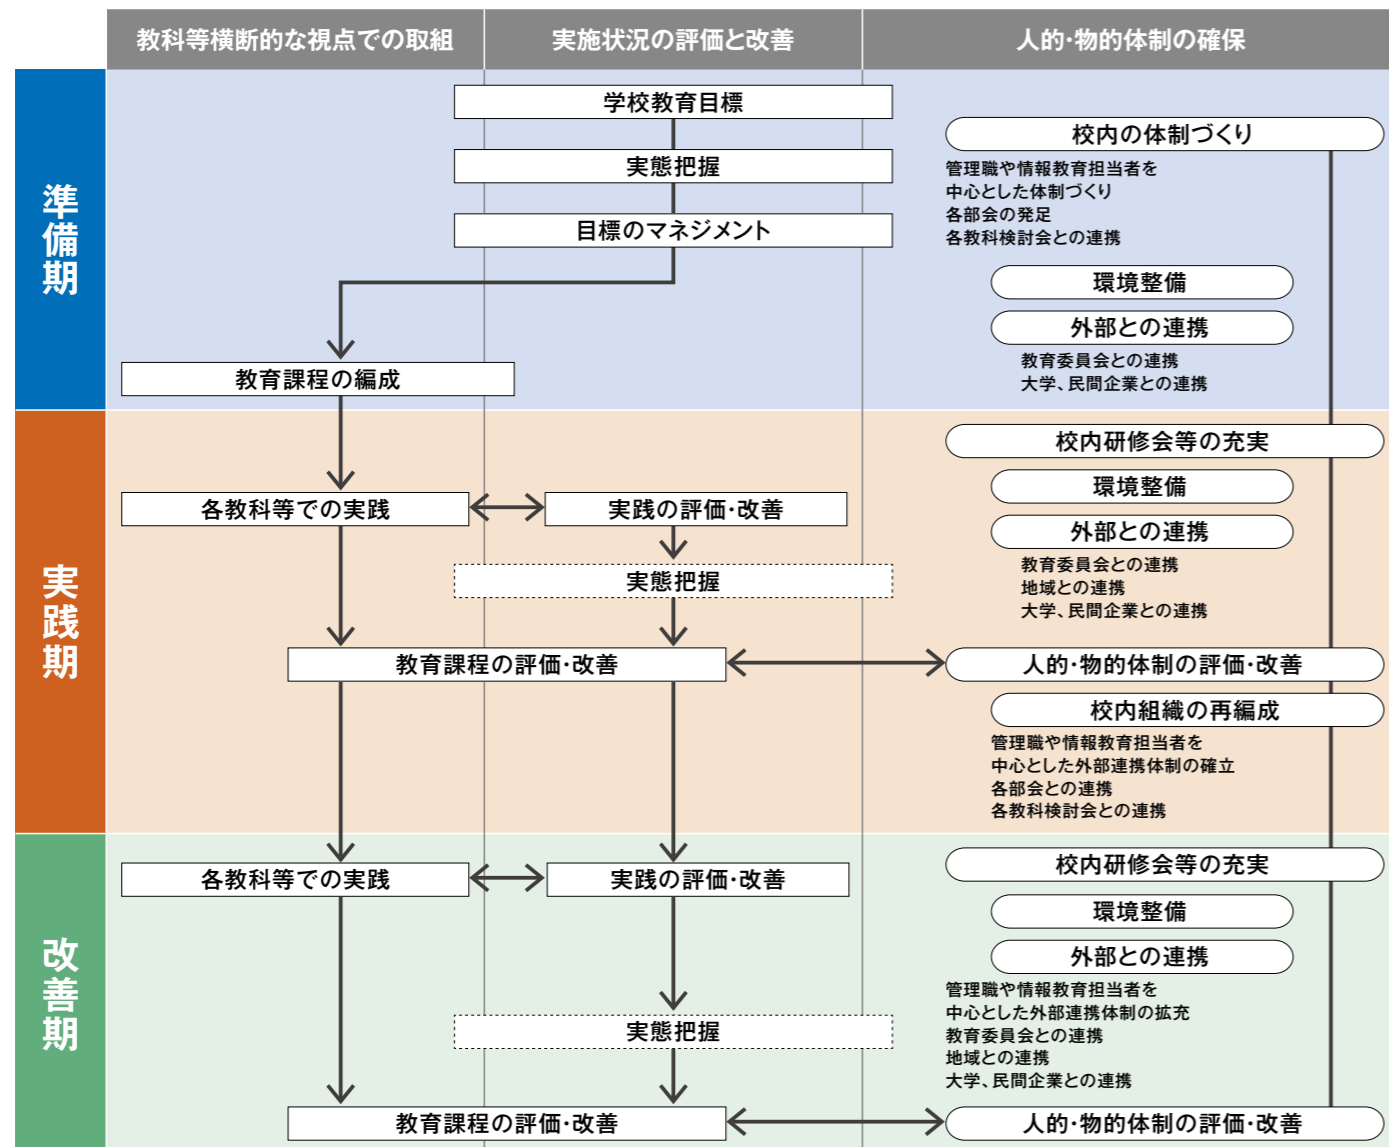 教科等横断的な視点での取組
実施状況の評価と改善
人的・物的体制の確保
準備期
学校教育目標
実態把握
目標のマネジメント
教育課程の編成
校内の体制づくり
管理職や情報教育担当者を
中心とした体制づくり
各部会の発足
各教科検討会との連携
環境整備
外部との連携
教育委員会との連携
大学、民間企業との連携
実践期
各教科等での実践
実践の評価・改善
実態把握
教育課程の評価・改善
校内研修会等の充実
環境整備
外部との連携
教育委員会との連携
地域との連携
大学、民間企業との連携
人的・物的体制の評価・改善
校内組織の再編成
管理職や情報教育担当者を
中心とした外部連携体制の確立
各部会との連携
各教科検討会との連携
改善期
各教科等での実践
実践の評価・改善
実態把握
教育課程の評価・改善
校内研修会等の充実
環境整備
外部との連携
管理職や情報教育担当者を
中心とした外部連携体制の拡充
教育委員会との連携
地域との連携
大学、民間企業との連携
人的・物的体制の評価・改善